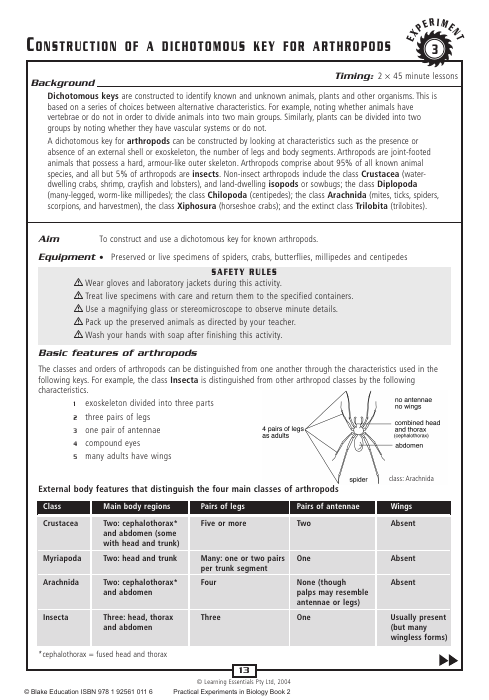 EXPERIMENT
3
CONSTRUCTION OF A DICHOTOMOUS KEY FOR ARTHROPODS
Timing: 2 × 45 minute lessons
Background
Dichotomous keys are constructed to identify known and unknown animals, plants and other organisms. This is
based on a series of choices between alternative characteristics. For example, noting whether animals have
vertebrae or do not in order to divide animals into two main groups. Similarly, plants can be divided into two
groups by noting whether they have vascular systems or do not.
A dichotomous key for arthropods can be constructed by looking at characteristics such as the presence or
absence of an external shell or exoskeleton, the number of legs and body segments. Arthropods are joint-footed
animals that possess a hard, armour-like outer skeleton. Arthropods comprise about 95% of all known animal
species, and all but 5% of arthropods are insects. Non-insect arthropods include the class Crustacea (water-
dwelling crabs, shrimp, crayfish and lobsters), and land-dwelling isopods or sowbugs; the class Diplopoda
(many-legged, worm-like millipedes); the class Chilopoda (centipedes); the class Arachnida (mites, ticks, spiders,
scorpions, and harvestmen), the class Xiphosura (horseshoe crabs); and the extinct class Trilobita (trilobites).
Aim To construct and use a dichotomous key for known arthropods.
Equipment • Preserved or live specimens of spiders, crabs, butterflies, millipedes and centipedes
SAFETY RULES
Wear gloves and laboratory jackets during this activity.
Treat live specimens with care and return them to the specified containers.
Use a magnifying glass or stereomicroscope to observe minute details.
Pack up the preserved animals as directed by your teacher.
Wash your hands with soap after finishing this activity.
Basic features of arthropods
The classes and orders of arthropods can be distinguished from one another through the characteristics used in the
following keys. For example, the class Insecta is distinguished from other arthropod classes by the following
characteristics.
1 exoskeleton divided into three parts
2 three pairs of legs
3 one pair of antennae
4 compound eyes
5 many adults have wings
no antennae
no wings
4 pairs of legs
as adults
combined head
and thorax
(cephalothorax)
abdomen
spider
class: Arachnida
External body features that distinguish the four main classes of arthropods
Class Main body regions Pairs of legs Pairs of antennae Wings
Crustacea Two: cephalothorax* Five or more Two Absent
and abdomen (some
with head and trunk)
Myriapoda Two: head and trunk Many: one or two pairs One Absent
per trunk segment
Arachnida Two: cephalothorax* Four None (though Absent
and abdomen palps may resemble
antennae or legs)
Insecta Three: head, thorax Three One Usually present
and abdomen (but many
wingless forms)
*cephalothorax = fused head and thorax
13
© Learning Essentials Pty Ltd, 2004
© Blake Education ISBN 978 1 92561 011 6 Practical Experiments in Biology Book 2